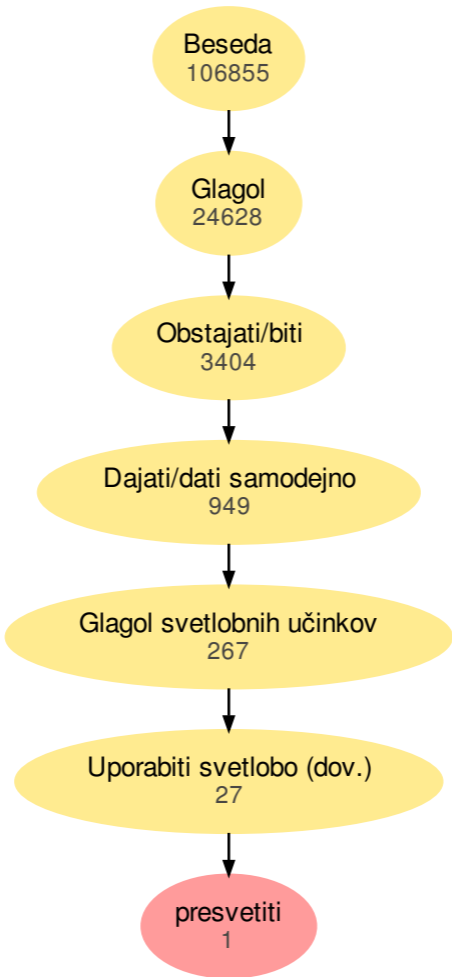 Beseda
106855
Glagol
24628
Obstajati/biti
3404
Dajati/dati samodejno
949
Glagol svetlobnih učinkov
267
Uporabiti svetlobo (dov.)
27
presvetiti
1